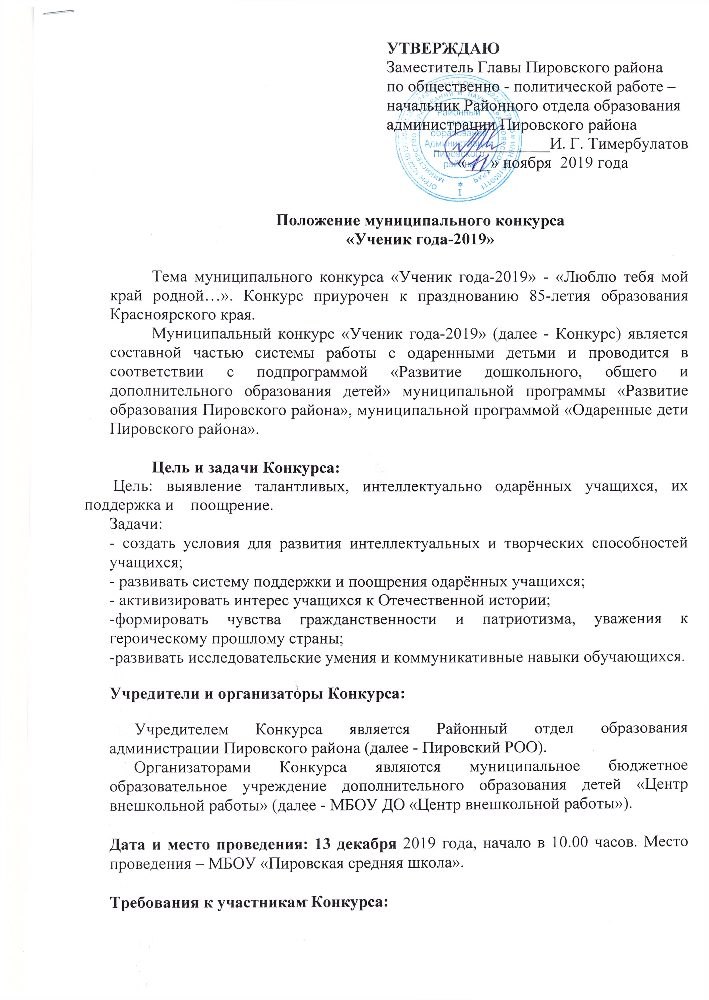 УТВЕРЖДАЮ
Заместитель Главы Пировского района
по общественно - политической работе –
начальник Районного отдела образования
администрации Пировского района
______________И. Г. Тимербулатов
«___» ноября 2019 года
Районный
отдел
образования
Администрации
Пировского
района
МИНИСТЕРСТВО ОБРАЗОВАНИЯ И НАУКИ КРАСНОЯРСКОГО КРАЯ
I
Положение муниципального конкурса
«Ученик года-2019»
Тема муниципального конкурса «Ученик года-2019» - «Люблю тебя мой
край родной…». Конкурс приурочен к празднованию 85-летия образования
Красноярского края.
Муниципальный конкурс «Ученик года-2019» (далее - Конкурс) является
составной частью системы работы с одаренными детьми и проводится в
соответствии с подпрограммой «Развитие дошкольного, общего и
дополнительного образования детей» муниципальной программы «Развитие
образования Пировского района», муниципальной программой «Одаренные дети
Пировского района».
Цель и задачи Конкурса:
Цель: выявление талантливых, интеллектуально одарённых учащихся, их
поддержка и поощрение.
Задачи:
- создать условия для развития интеллектуальных и творческих способностей
учащихся;
- развивать систему поддержки и поощрения одарённых учащихся;
- активизировать интерес учащихся к Отечественной истории;
-формировать чувства гражданственности и патриотизма, уважения к
героическому прошлому страны;
-развивать исследовательские умения и коммуникативные навыки обучающихся.
Учредители и организаторы Конкурса:
Учредителем Конкурса является Районный отдел образования
администрации Пировского района (далее - Пировский РОО).
Организаторами Конкурса являются муниципальное бюджетное
образовательное учреждение дополнительного образования детей «Центр
внешкольной работы» (далее - МБОУ ДО «Центр внешкольной работы»).
Дата и место проведения: 13 декабря 2019 года, начало в 10.00 часов. Место
проведения – МБОУ «Пировская средняя школа».
Требования к участникам Конкурса: